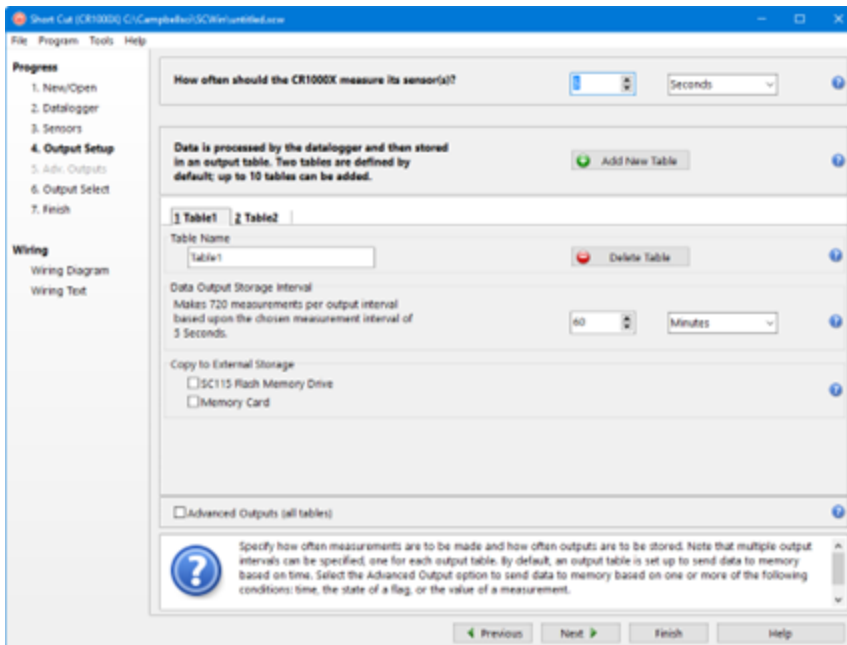 Short Cut (CR1000X) C:\Campbellsci\SCWin\untitled.scw
File Program Tools Help
Progress
1. New/Open
2. Datalogger
3. Sensors
4. Output Setup
5. Adv. Outputs
6. Output Select
7. Finish
Wiring
Wiring Diagram
Wiring Text
How often should the CR1000X measure its sensor(s)?
Seconds
Data is processed by the datalogger and then stored
in an output table. Two tables are defined by
default; up to 10 tables can be added.
Add New Table
1 Table1 2 Table2
Table Name
Table1
Delete Table
Data Output Storage Interval
Makes 720 measurements per output interval
based upon the chosen measurement interval of
5 Seconds.
60 Minutes
Copy to External Storage
SC115 Flash Memory Drive
Memory Card
Advanced Outputs (all tables)
Specify how often measurements are to be made and how often outputs are to be stored. Note that multiple output
intervals can be specified, one for each output table. By default, an output table is set up to send data to memory
based on time. Select the Advanced Output option to send data to memory based on one or more of the following
conditions: time, the state of a flag, or the value of a measurement.
Previous Next Finish Help